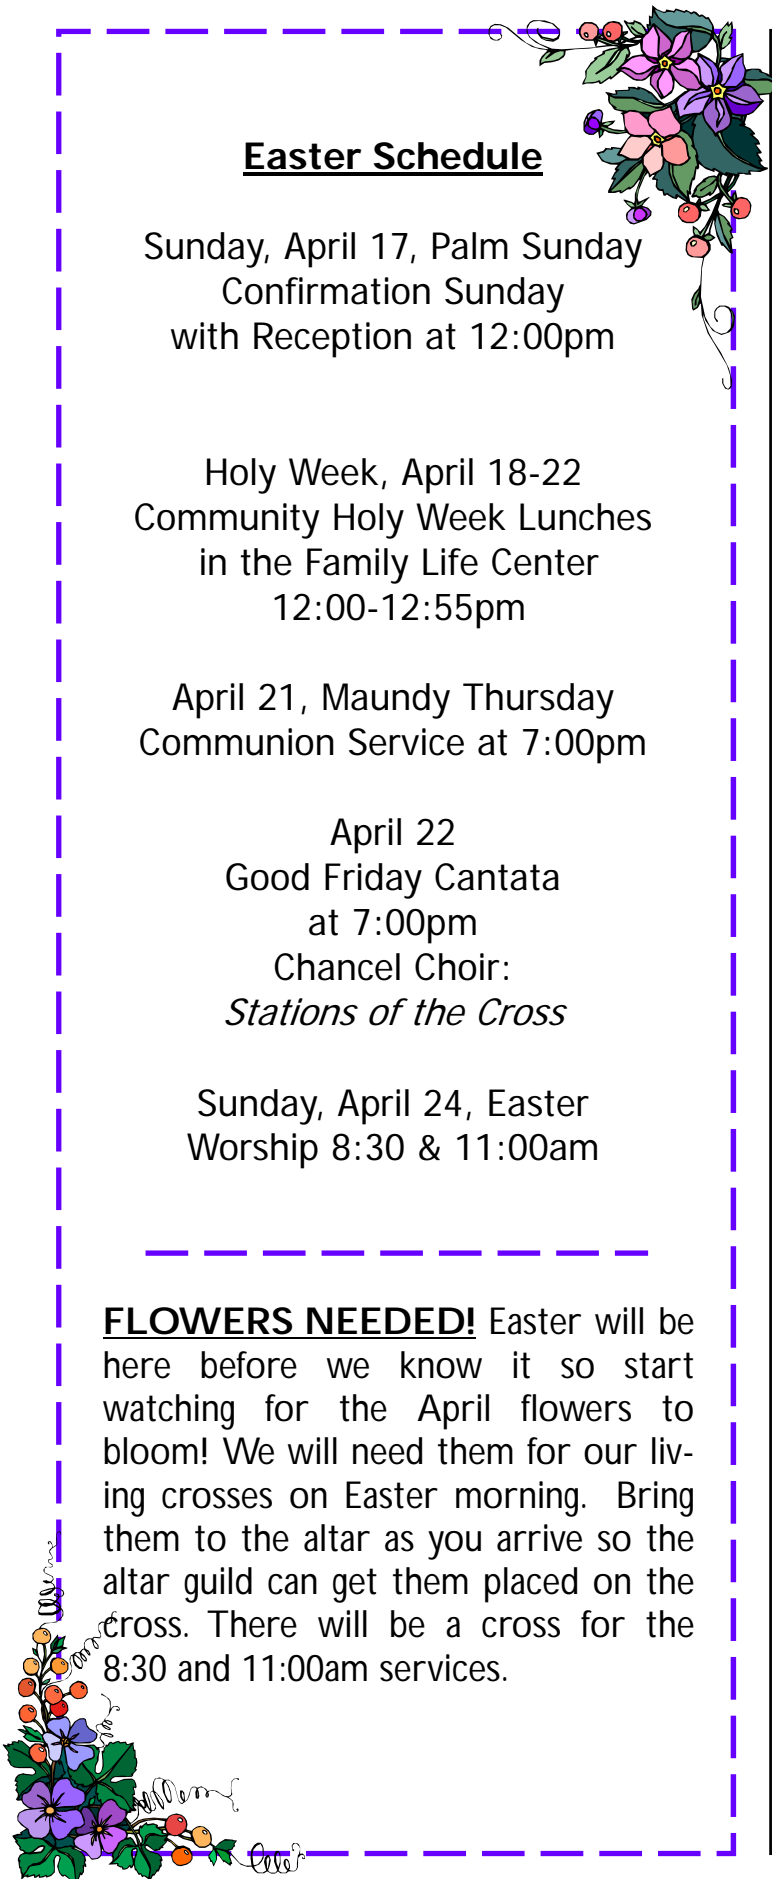 Easter Schedule
Sunday, April 17, Palm Sunday
Confirmation Sunday
with Reception at 12:00pm
Holy Week, April 18-22
Community Holy Week Lunches
in the Family Life Center
12:00-12:55pm
April 21, Maundy Thursday
Communion Service at 7:00pm
April 22
Good Friday Cantata
at 7:00pm
Chancel Choir:
Stations of the Cross
Sunday, April 24, Easter
Worship 8:30 & 11:00am
FLOWERS NEEDED! Easter will be
here before we know it so start
watching for the April flowers to
bloom! We will need them for our liv-
ing crosses on Easter morning. Bring
them to the altar as you arrive so the
altar guild can get them placed on the
cross. There will be a cross for the
8:30 and 11:00am services.